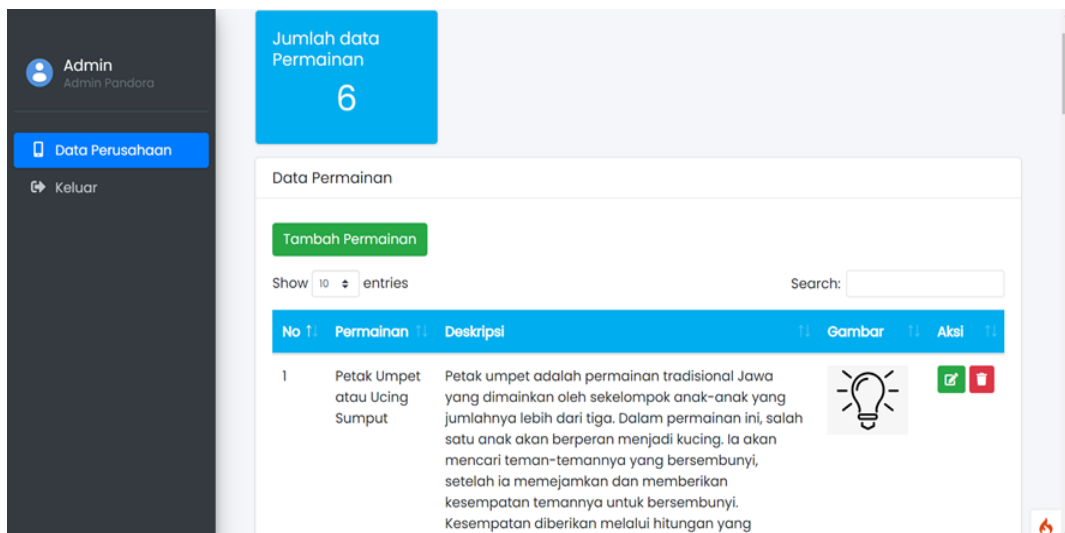 Admin
Admin Pandora
Data Perusahaan
Keluar
Jumlah data
Permainan
6
Data Permainan
Tambah Permainan
Show 10 entries
Search:
No Permainan Deskripsi Gambar Aksi
1 Petak Umpet Petak umpet adalah permainan tradisional Jawa
atau Ucing yang dimainkan oleh sekelompok anak-anak yang
Sumput jumlahnya lebih dari tiga. Dalam permainan ini, salah
satu anak akan berperan menjadi kucing. Ia akan
mencari teman-temannya yang bersembunyi,
setelah ia memejamkan dan memberikan
kesempatan temannya untuk bersembunyi.
Kesempatan diberikan melalui hitungan yang